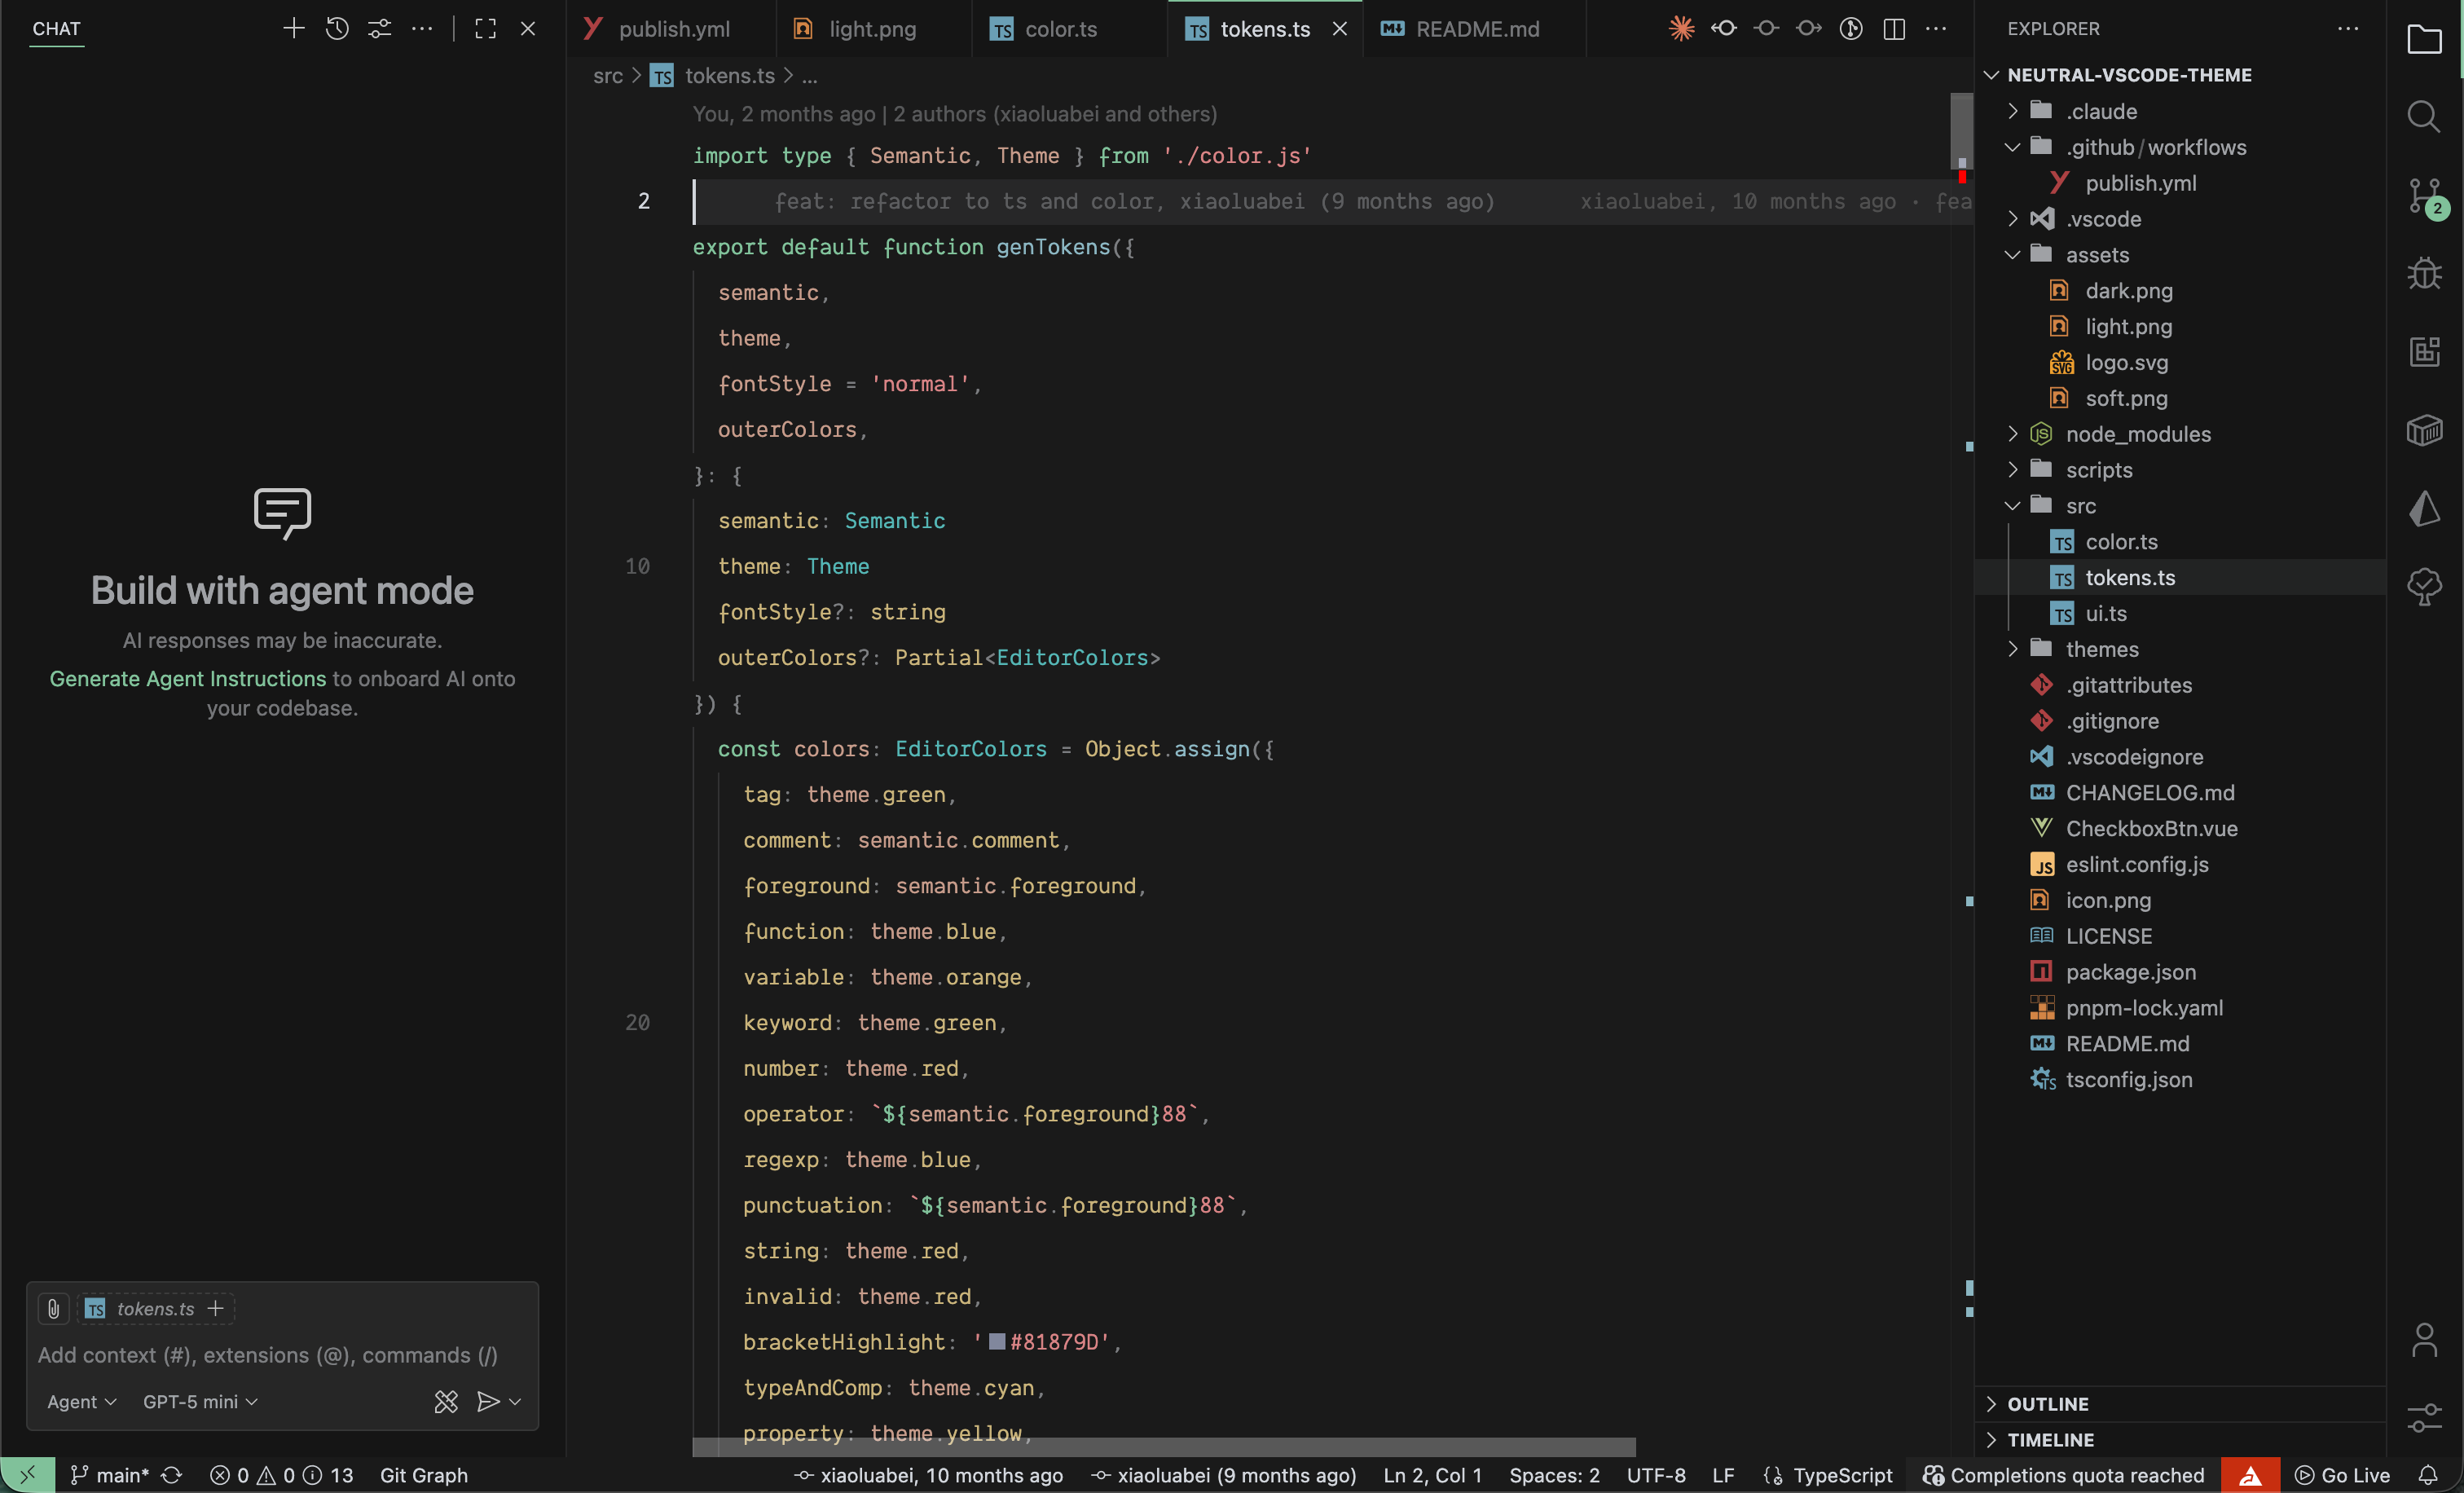 CHAT
Build with agent mode
AI responses may be inaccurate.
Generate Agent Instructions to onboard AI onto
your codebase.
TS tokens.ts
Add context (#), extensions (@), commands (/)
Agent GPT-5 mini
publish.yml light.png TS color.ts TS tokens.ts README.md
src > TS tokens.ts > ...
You, 2 months ago | 2 authors (xiaoluabei and others)
import type { Semantic, Theme } from './color.js'
2 feat: refactor to ts and color, xiaoluabei (9 months ago) xiaoluabei, 10 months ago · fea
export default function genTokens({
semantic,
theme,
fontStyle = 'normal',
outerColors,
}: {
semantic: Semantic
10 theme: Theme
fontStyle?: string
outerColors?: Partial<EditorColors>
}) {
const colors: EditorColors = Object.assign({
tag: theme.green,
comment: semantic.comment,
foreground: semantic.foreground,
function: theme.blue,
variable: theme.orange,
20 keyword: theme.green,
number: theme.red,
operator: `${semantic.foreground}88`,
regexp: theme.blue,
punctuation: `${semantic.foreground}88`,
string: theme.red,
invalid: theme.red,
bracketHighlight: '#81879D',
typeAndComp: theme.cyan,
property: theme.yellow,
EXPLORER
NEUTRAL-VSCODE-THEME
.claude
.github/workflows
publish.yml
.vscode
assets
dark.png
light.png
SVG logo.svg
soft.png
JS node_modules
scripts
src
TS color.ts
TS tokens.ts
TS ui.ts
themes
.gitattributes
.gitignore
.vscodeignore
CHANGELOG.md
CheckboxBtn.vue
JS eslint.config.js
icon.png
LICENSE
package.json
pnpm-lock.yaml
README.md
TS tsconfig.json
OUTLINE
TIMELINE
2
main* 0 0 13 Git Graph xiaoluabei, 10 months ago xiaoluabei (9 months ago) Ln 2, Col 1 Spaces: 2 UTF-8 LF TypeScript Completions quota reached Go Live